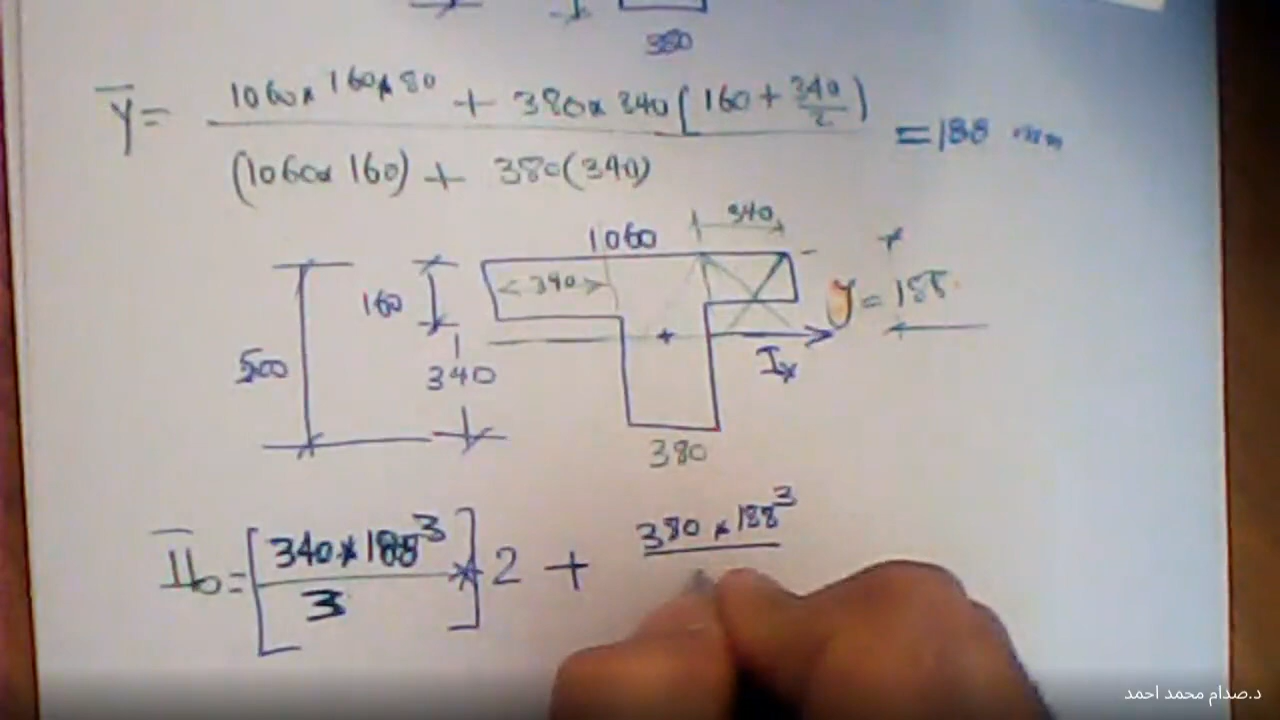 380
1060 × 160 × 80 + 380 × 340 [160 + 340/2)
Y̅ = = 188 mm
(1060 × 160) + 380(340)
340
1060
340
160
y = 188
500
340
Ix
380
Ib = [340 × 188³ / 3 × 2] + 380 × 188³
د.صدام محمد احمد